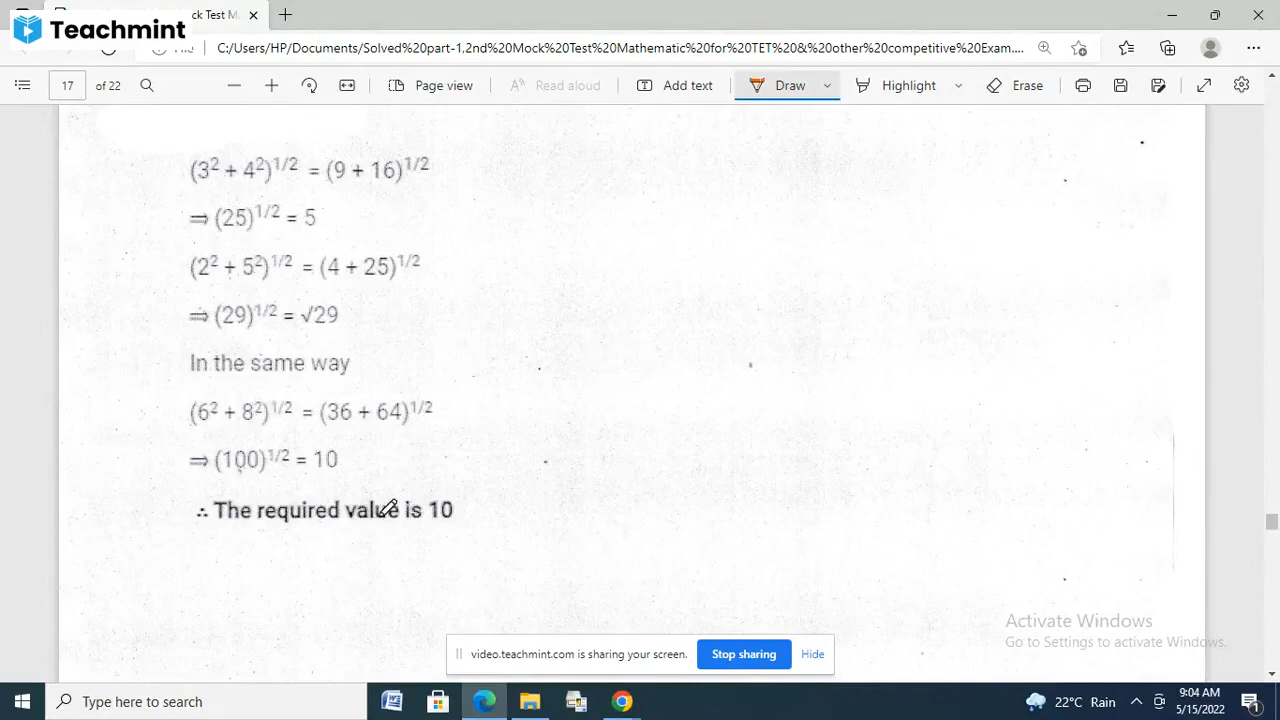 ck Test M
Teachmint
C:/Users/HP/Documents/Solved%20part-1,2nd%20Mock%20Test%20Mathematic%20for%20TET%20&%20other%20competitive%20Exam....
17 of 22
Page view
Read aloud
Add text
Draw
Highlight
Erase
(3² + 4²)^1/2 = (9 + 16)^1/2
⇒ (25)^1/2 = 5
(2² + 5²)^1/2 = (4 + 25)^1/2
⇒ (29)^1/2 = √29
In the same way
(6² + 8²)^1/2 = (36 + 64)^1/2
⇒ (100)^1/2 = 10
∴ The required value is 10
Activate Windows
Go to Settings to activate Windows.
video.teachmint.com is sharing your screen.
Stop sharing
Hide
Type here to search
22°C Rain
9:04 AM
5/15/2022
1